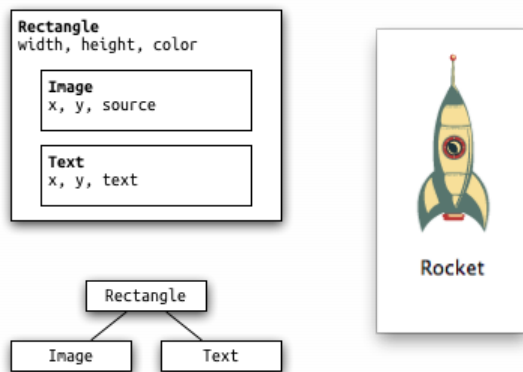 Rectangle
width, height, color
Image
x, y, source
Text
x, y, text
Rectangle
Image
Text
Rocket